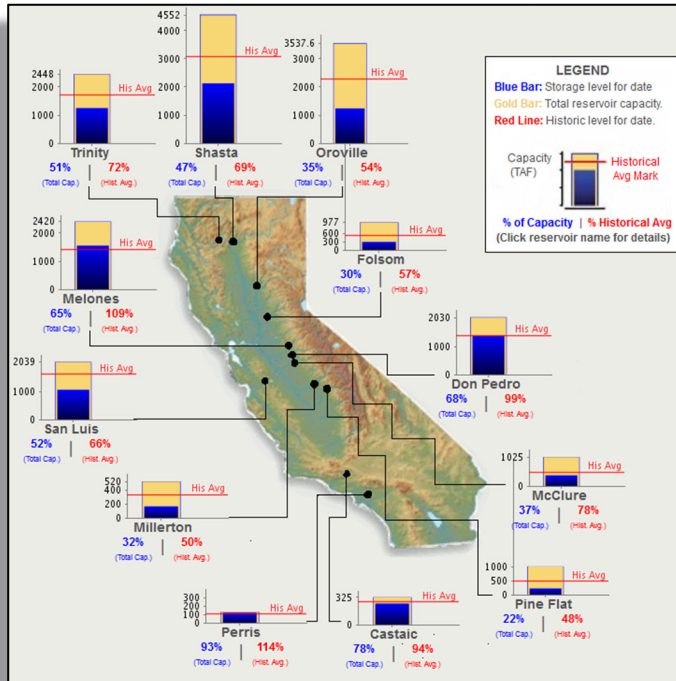 4552
4000
3000
2000
1000
0
His Avg
Shasta
47% | 69%
(Total Cap.) (Hist. Avg.)
2448
2000
1000
0
His Avg
Trinity
51% | 72%
(Total Cap.) (Hist. Avg.)
3537.6
3000
2000
1000
0
His Avg
Oroville
35% | 54%
(Total Cap.) (Hist. Avg.)
LEGEND
Blue Bar: Storage level for date
Gold Bar: Total reservoir capacity.
Red Line: Historic level for date.
Capacity
(TAF)
Historical
Avg Mark
% of Capacity | % Historical Avg
(Click reservoir name for details)
2420
2000
1000
0
His Avg
Melones
65% | 109%
(Total Cap.) (Hist. Avg.)
977
600
300
0
His Avg
Folsom
30% | 57%
(Total Cap.) (Hist. Avg.)
2030
1000
0
His Avg
Don Pedro
68% | 99%
(Total Cap.) (Hist. Avg.)
2039
1000
0
His Avg
San Luis
52% | 66%
(Total Cap.) (Hist. Avg.)
1025
0
His Avg
McClure
37% | 78%
(Total Cap.) (Hist. Avg.)
520
400
200
0
His Avg
Millerton
32% | 50%
(Total Cap.) (Hist. Avg.)
1000
500
0
His Avg
Pine Flat
22% | 48%
(Total Cap.) (Hist. Avg.)
300
200
100
0
His Avg
Perris
93% | 114%
(Total Cap.) (Hist. Avg.)
325
0
His Avg
Castaic
78% | 94%
(Total Cap.) (Hist. Avg.)